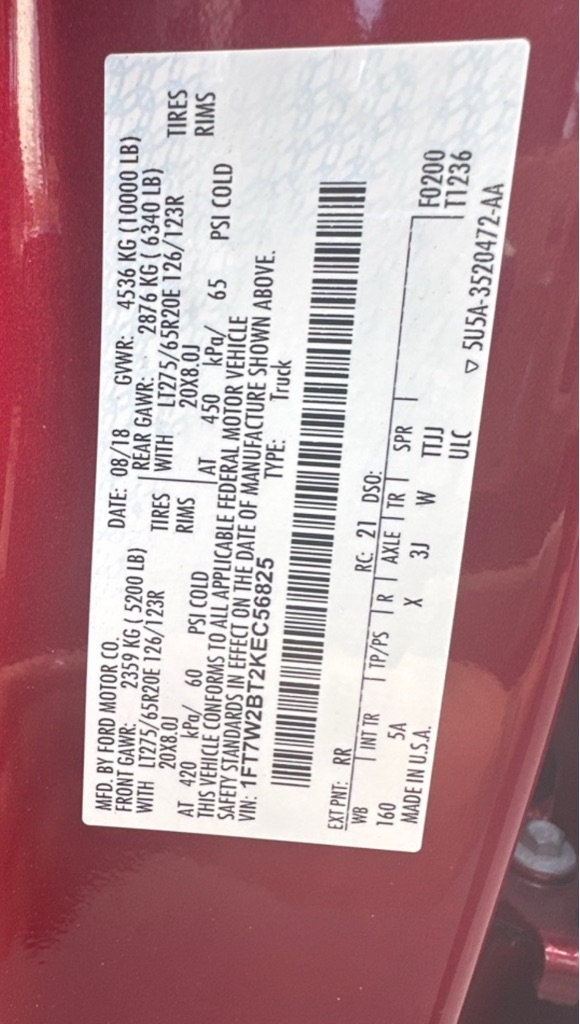 MFD. BY FORD MOTOR CO.
DATE: 08/18 GVWR: 4536 KG (10000 LB)
FRONT GAWR: 2359 KG ( 5200 LB) REAR GAWR: 2876 KG ( 6340 LB)
WITH LT275/65R20E 126/123R TIRES WITH LT275/65R20E 126/123R TIRES
20X8.0J RIMS 20X8.0J RIMS
AT 420 kPa/ 60 PSI COLD AT 450 kPa/ 65 PSI COLD
THIS VEHICLE CONFORMS TO ALL APPLICABLE FEDERAL MOTOR VEHICLE
SAFETY STANDARDS IN EFFECT ON THE DATE OF MANUFACTURE SHOWN ABOVE.
VIN: 1FT7W2BT2KEC56825 TYPE: Truck
EXT PNT: RR RC: 21 DSO:
WB INT TR TP/PS R AXLE TR SPR F0200
160 5A X 3J W TTJJ T1236
MADE IN U.S.A. ULC
▽ 5U5A-3520472-AA